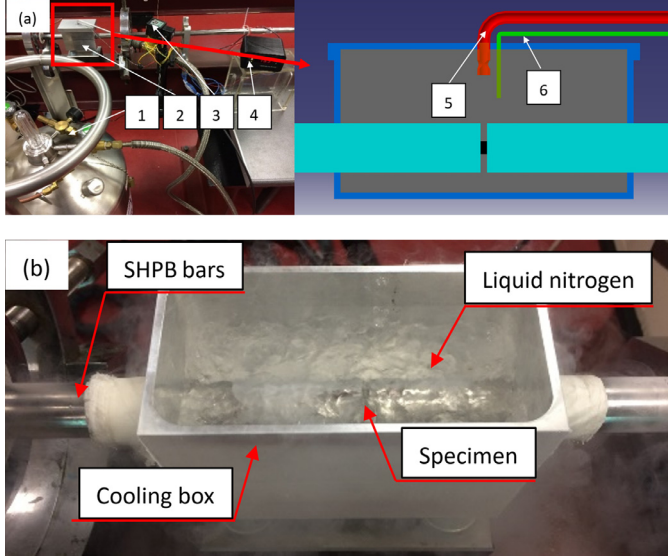 (a)
1
2
3
4
5
6
(b)
SHPB bars
Liquid nitrogen
Specimen
Cooling box